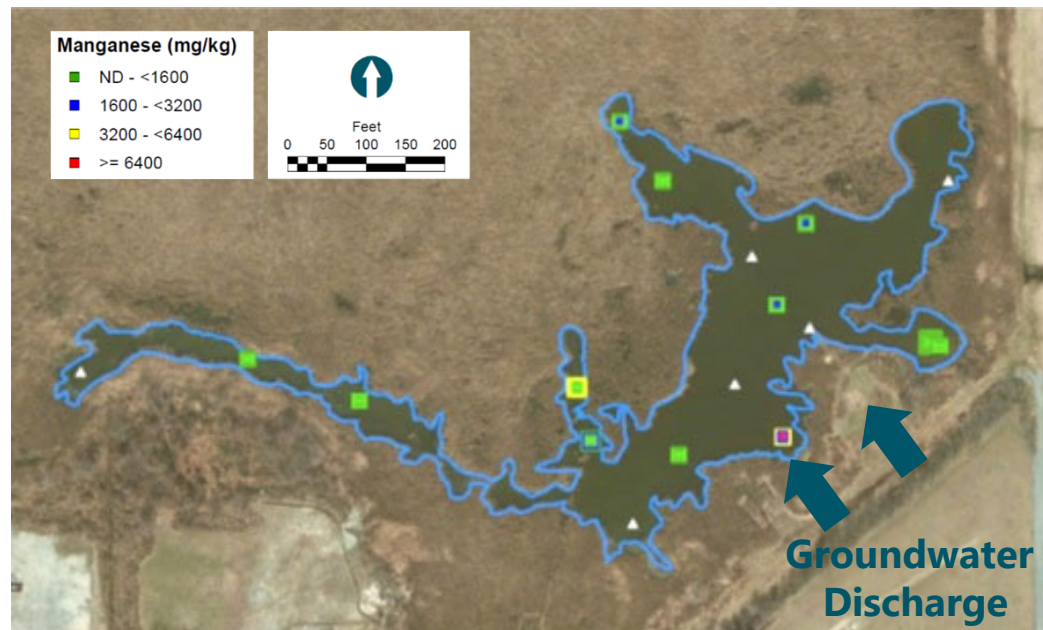 Manganese (mg/kg)
ND - <1600
1600 - <3200
3200 - <6400
>= 6400
Feet
0 50 100 150 200
Groundwater
Discharge